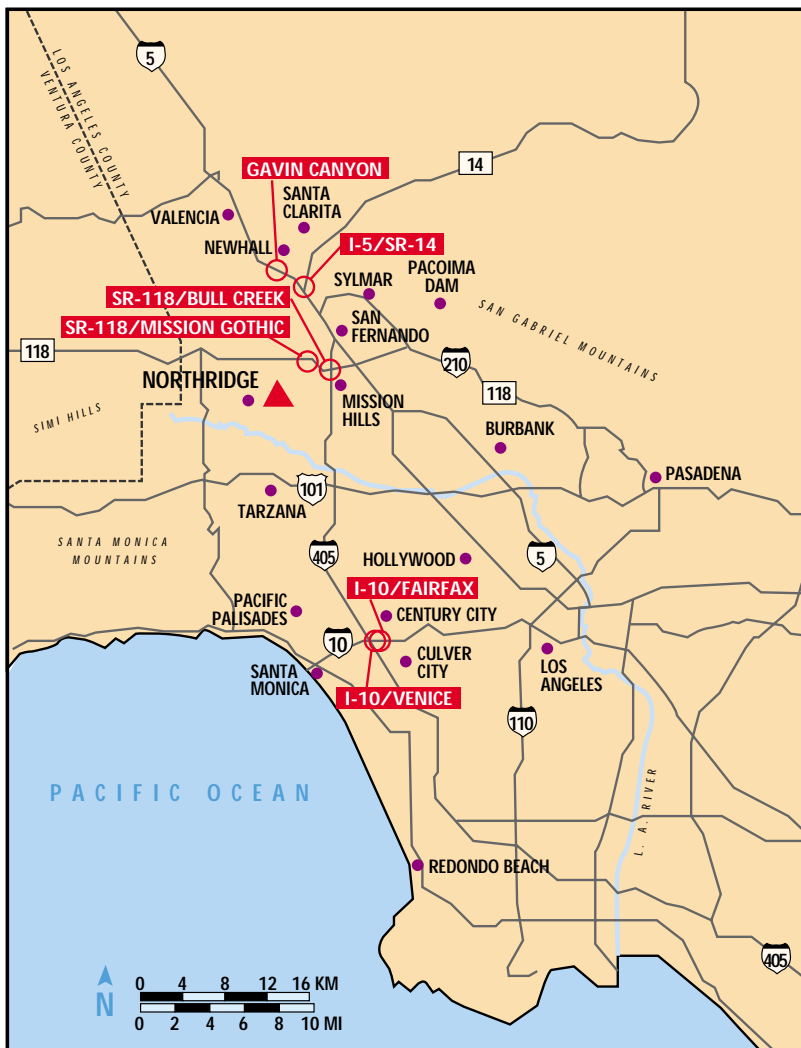 5
LOS ANGELES COUNTY
VENTURA COUNTY
14
GAVIN CANYON
SANTA
CLARITA
VALENCIA
NEWHALL
I-5/SR-14
SYLMAR
PACOIMA
DAM
SR-118/BULL CREEK
SAN GABRIEL MOUNTAINS
SR-118/MISSION GOTHIC
SAN
FERNANDO
118
210
NORTHRIDGE
118
MISSION
HILLS
SIMI HILLS
BURBANK
PASADENA
101
TARZANA
SANTA MONICA
MOUNTAINS
405
HOLLYWOOD
5
I-10/FAIRFAX
PACIFIC
PALISADES
CENTURY CITY
10
CULVER
CITY
LOS
ANGELES
SANTA
MONICA
I-10/VENICE
110
PACIFIC OCEAN
L. A. RIVER
REDONDO BEACH
405
N
0 4 8 12 16 KM
0 2 4 6 8 10 MI